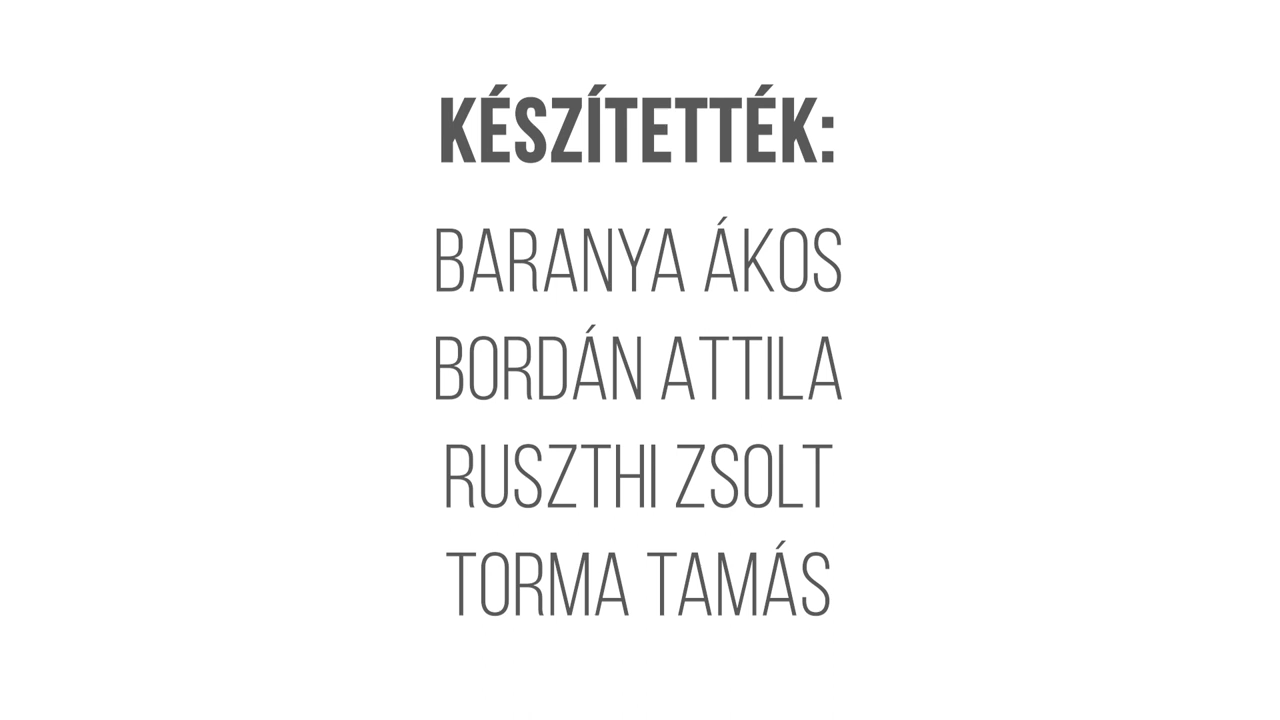 KÉSZÍTETTÉK:
BARANYA ÁKOS
BORDÁN ATTILA
RUSZTHI ZSOLT
TORMA TAMÁS